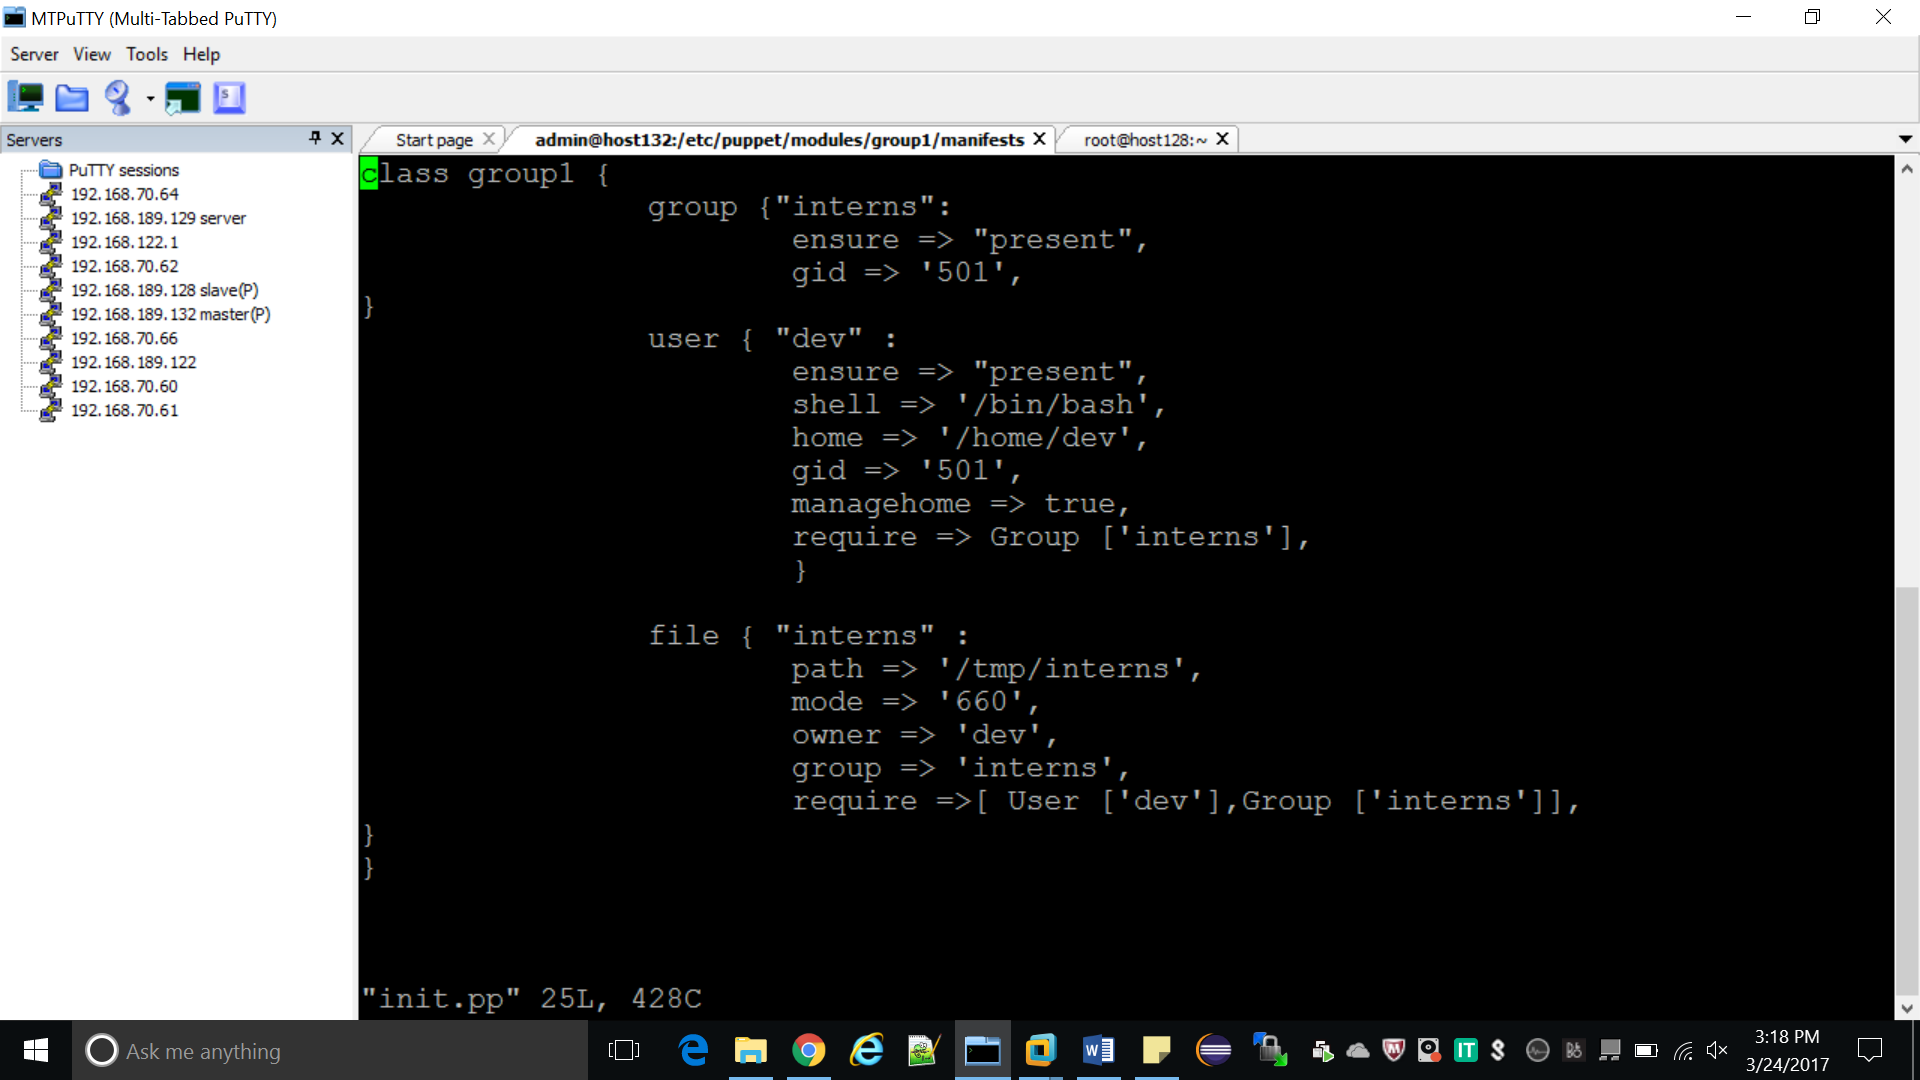 MTPuTTY (Multi-Tabbed PuTTY)
Server View Tools Help
Servers
PuTTY sessions
192.168.70.64
192.168.189.129 server
192.168.122.1
192.168.70.62
192.168.189.128 slave(P)
192.168.189.132 master(P)
192.168.70.66
192.168.189.122
192.168.70.60
192.168.70.61
Start page admin@host132:/etc/puppet/modules/group1/manifests root@host128:~
class group1 {
group {"interns":
ensure => "present",
gid => '501',
}
user { "dev" :
ensure => "present",
shell => '/bin/bash',
home => '/home/dev',
gid => '501',
managehome => true,
require => Group ['interns'],
}
file { "interns" :
path => '/tmp/interns',
mode => '660',
owner => 'dev',
group => 'interns',
require =>[ User ['dev'],Group ['interns']],
}
}
"init.pp" 25L, 428C
Ask me anything
3:18 PM
3/24/2017